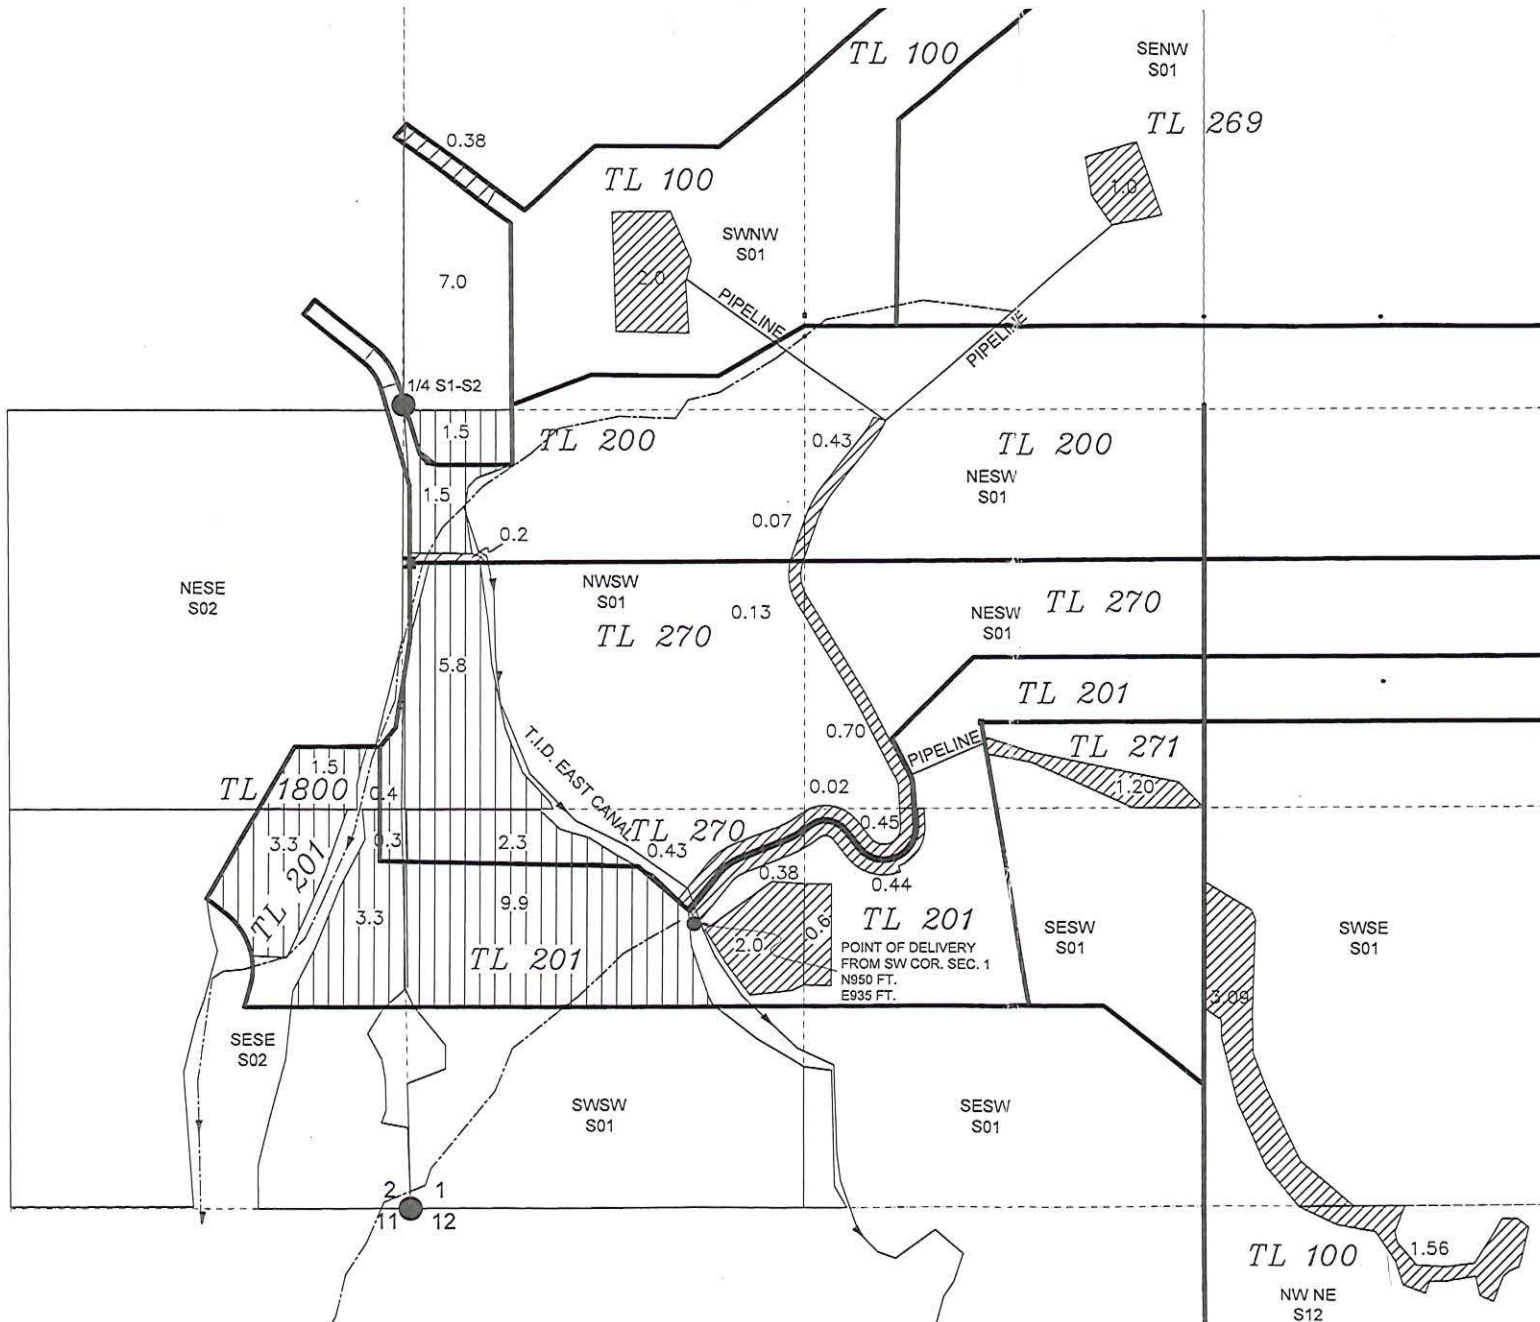 TL 100
SENW
S01
TL 269
0.38
TL 100
1.0
SWNW
S01
7.0
2.0
PIPELINE
PIPELINE
1/4 S1-S2
1.5
TL 200
0.43
TL 200
NESW
S01
1.5
0.2
0.07
NESE
S02
NWSW
S01
0.13
TL 270
NESW
S01
TL 270
5.8
TL 201
0.70
PIPELINE
TL 271
T.I.D. EAST CANAL
1.5
TL 1800
0.4
0.02
1.20
0.45
3.3
0.3
2.3
TL 270
0.43
0.38
0.44
TL 201
3.3
9.9
0.6
TL 201
TL 201
2.0
POINT OF DELIVERY
FROM SW COR. SEC. 1
N950 FT.
E935 FT.
SESW
S01
SWSE
S01
3.09
SESE
S02
SWSW
S01
SESW
S01
2
1
11
12
TL 100
1.56
NW NE
S12